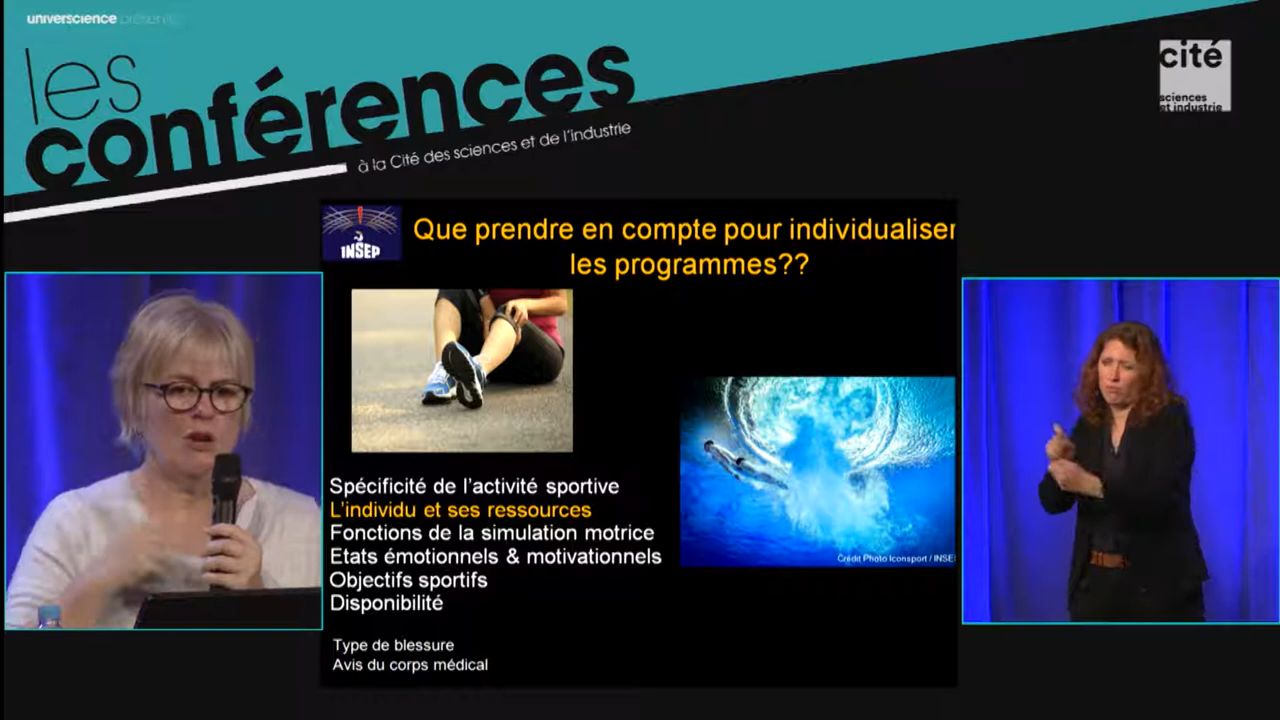 universcience présente
les
conférences
à la Cité des sciences et de l'industrie
cité
sciences
et industrie
INSEP
Que prendre en compte pour individualiser
les programmes??
Spécificité de l'activité sportive
L'individu et ses ressources
Fonctions de la simulation motrice
Etats émotionnels & motivationnels
Objectifs sportifs
Disponibilité
Type de blessure
Avis du corps médical
Crédit Photo Iconsport / INSE